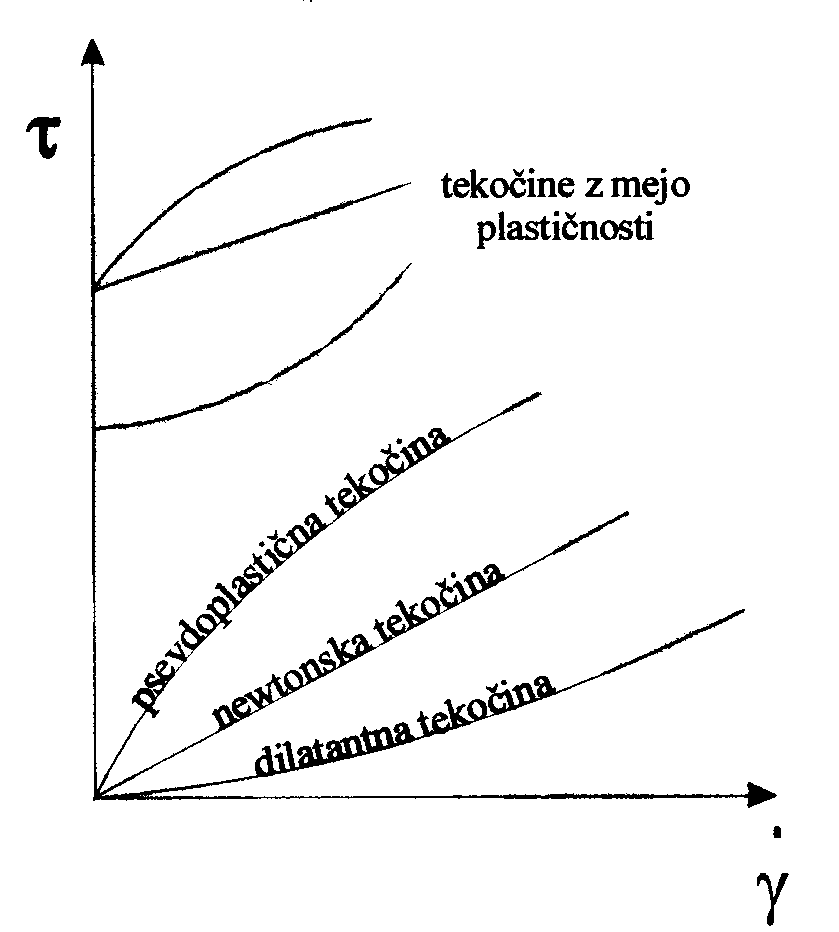 τ
tekočine z mejo
plastičnosti
psevdoplastična tekočina
newtonska tekočina
dilatantna tekočina
γ̇